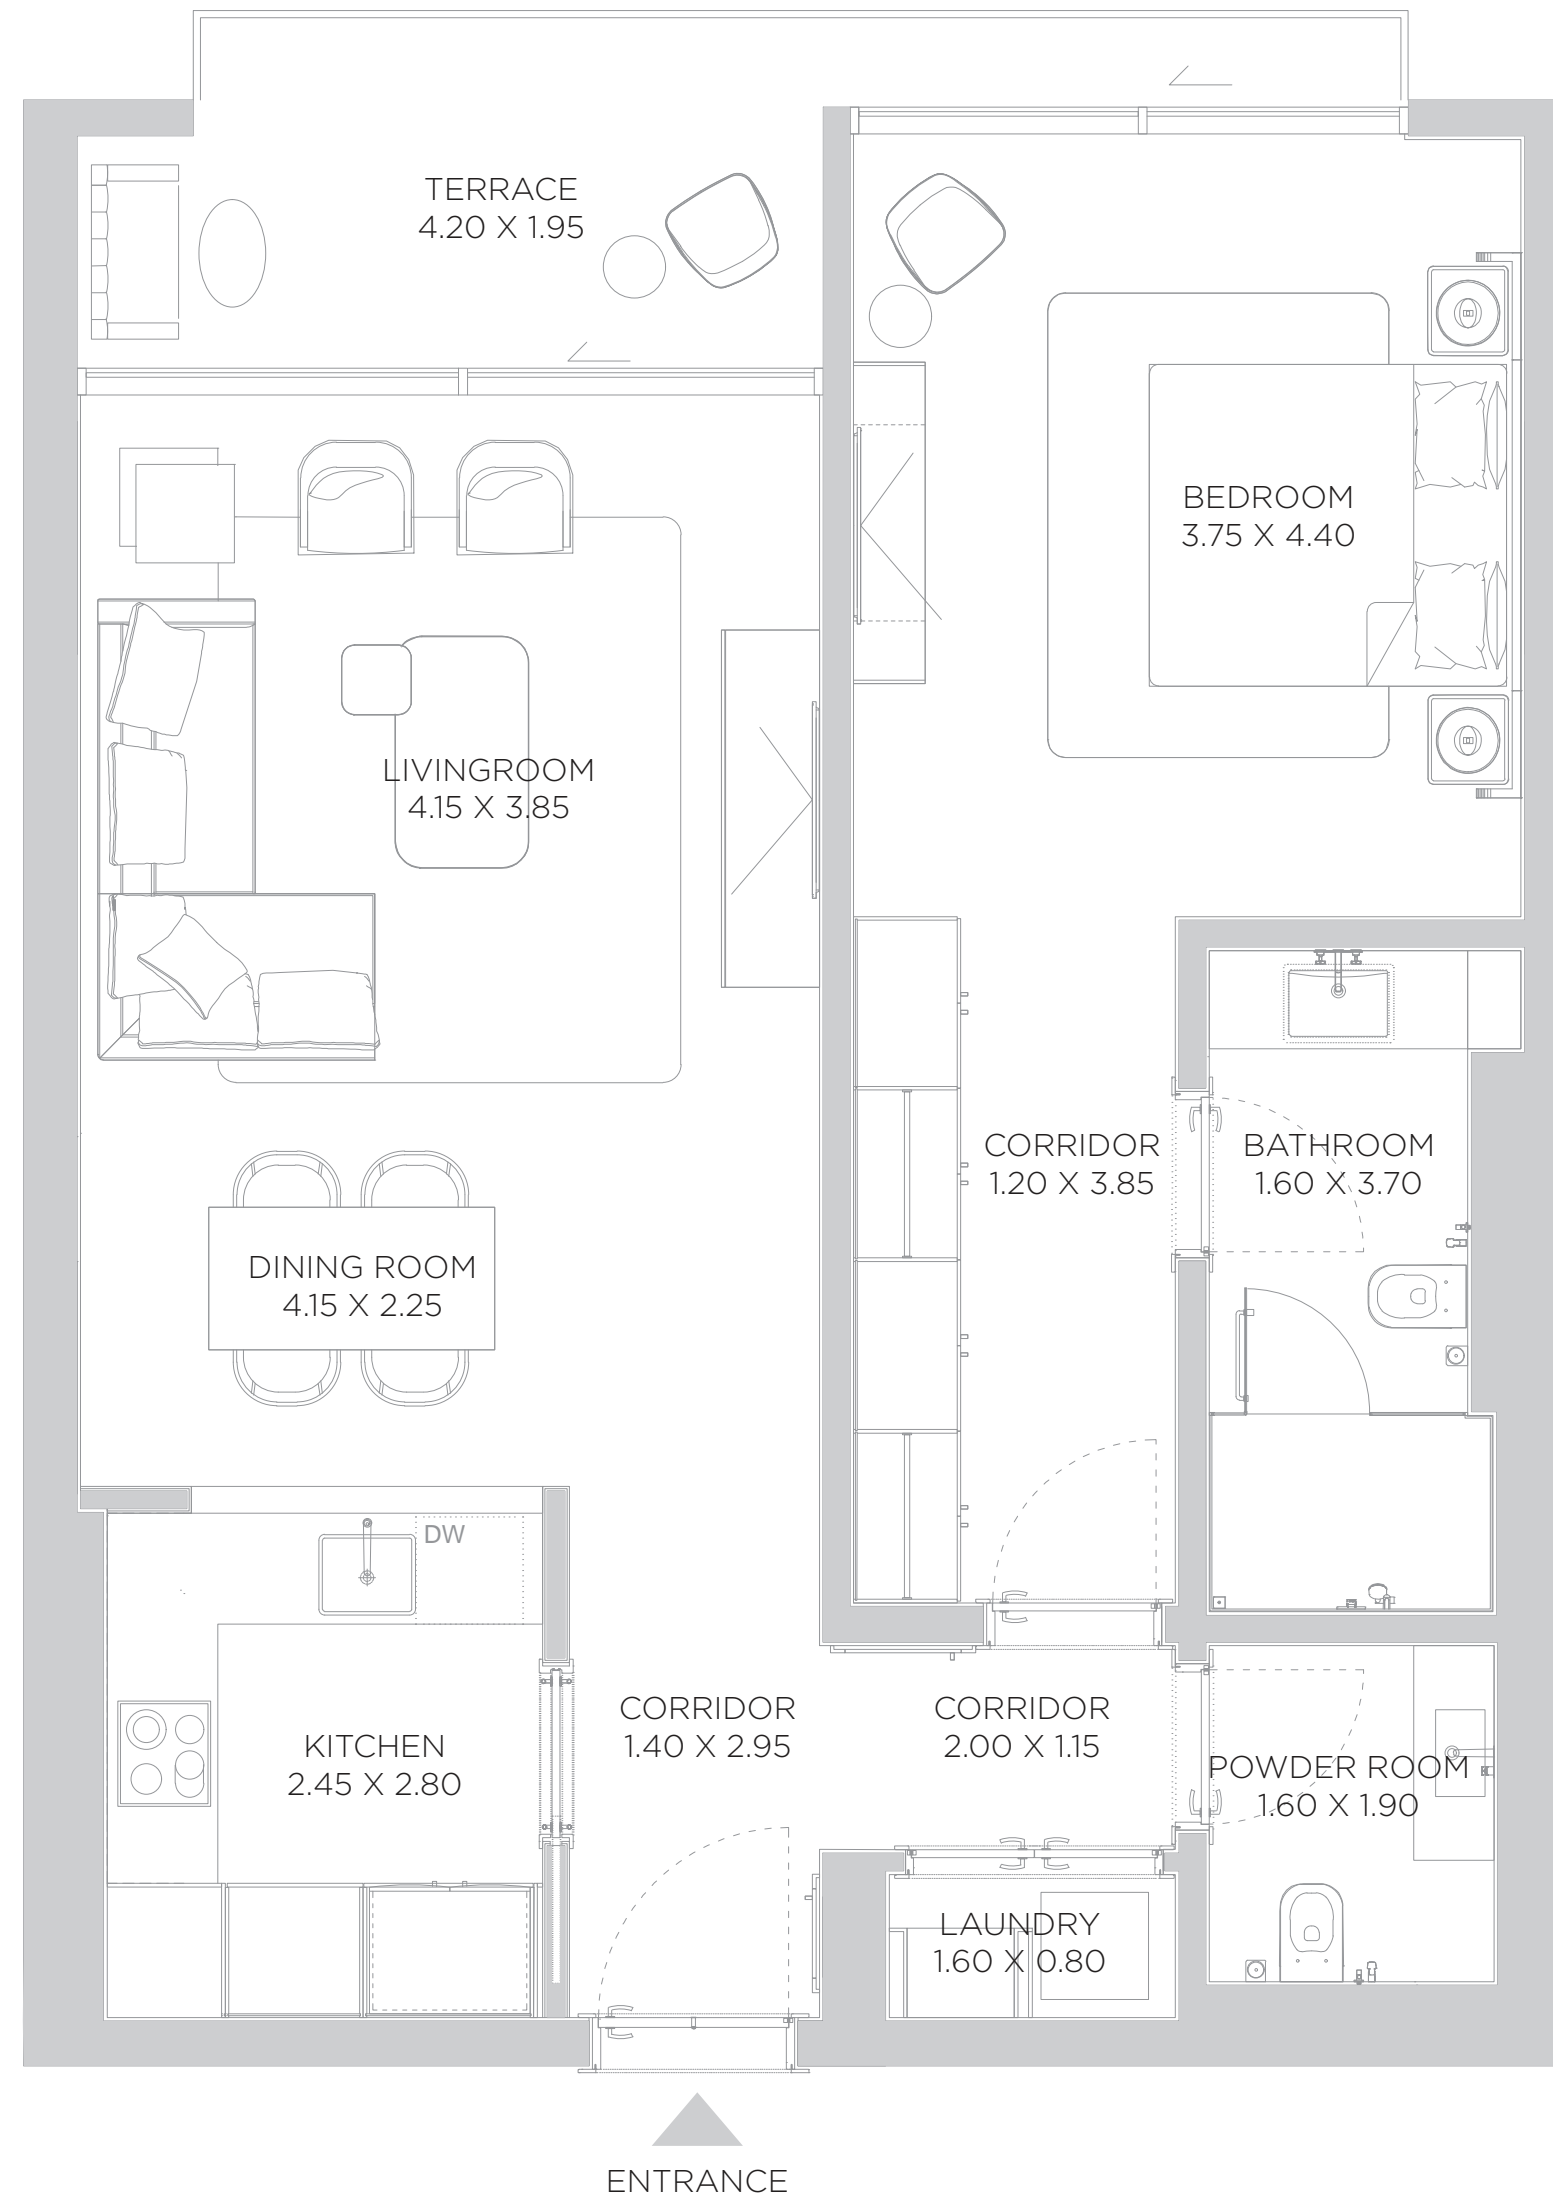 TERRACE
4.20 X 1.95
BEDROOM
3.75 X 4.40
LIVINGROOM
4.15 X 3.85
CORRIDOR
1.20 X 3.85
BATHROOM
1.60 X 3.70
DINING ROOM
4.15 X 2.25
DW
KITCHEN
2.45 X 2.80
CORRIDOR
1.40 X 2.95
CORRIDOR
2.00 X 1.15
POWDER ROOM
1.60 X 1.90
LAUNDRY
1.60 X 0.80
ENTRANCE